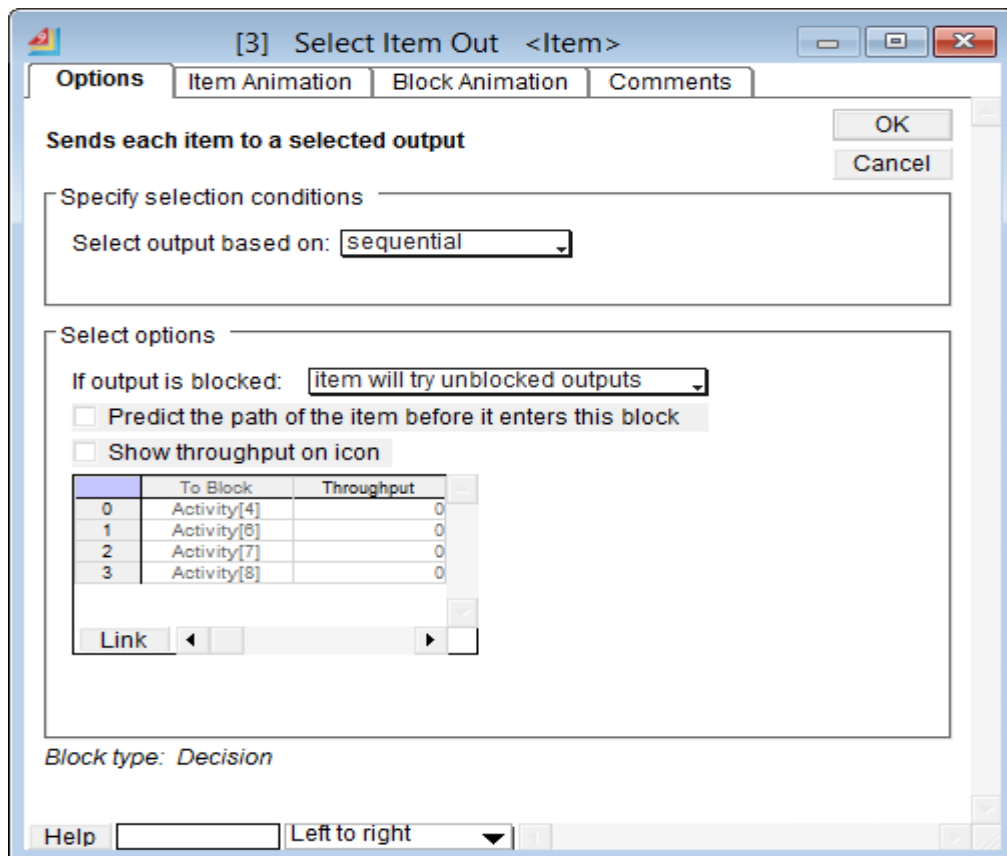 [3] Select Item Out <Item>
Options Item Animation Block Animation Comments
OK
Sends each item to a selected output
Cancel
Specify selection conditions
Select output based on: sequential
Select options
If output is blocked: item will try unblocked outputs
Predict the path of the item before it enters this block
Show throughput on icon
To Block Throughput
0 Activity[4] 0
1 Activity[6] 0
2 Activity[7] 0
3 Activity[8] 0
Link
Block type: Decision
Help Left to right